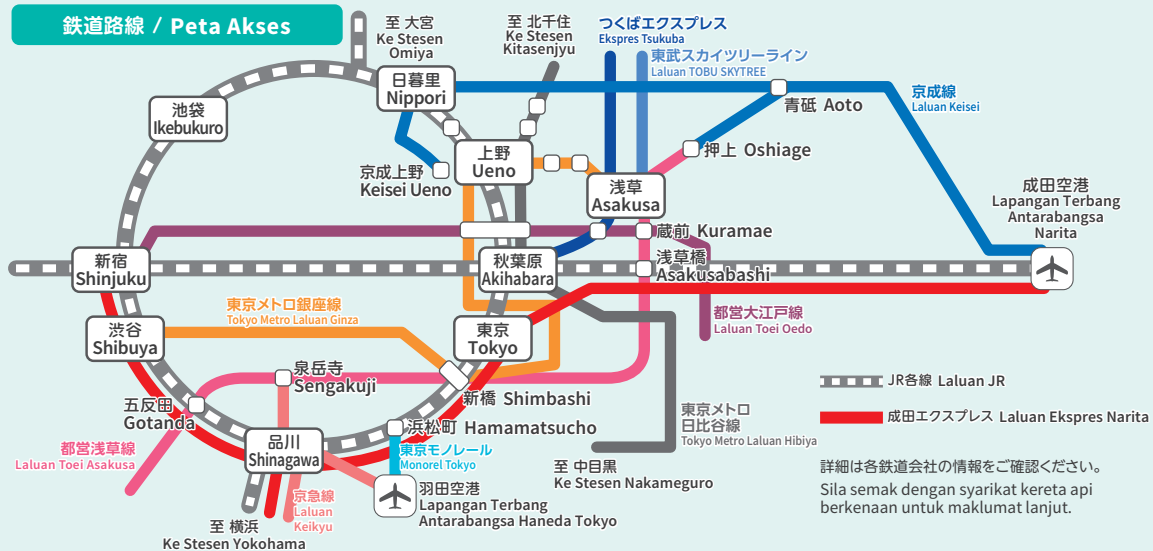 鉄道路線 / Peta Akses
至 大宮
Ke Stesen
Omiya
至 北千住
Ke Stesen
Kitasenjyu
つくばエクスプレス
Ekspres Tsukuba
東武スカイツリーライン
Laluan TOBU SKYTREE
日暮里
Nippori
京成線
Laluan Keisei
青砥 Aoto
池袋
Ikebukuro
上野
Ueno
押上 Oshiage
京成上野
Keisei Ueno
浅草
Asakusa
成田空港
Lapangan Terbang
Antarabangsa
Narita
蔵前 Kuramae
新宿
Shinjuku
秋葉原
Akihabara
浅草橋
Asakusabashi
東京メトロ銀座線
Tokyo Metro Laluan Ginza
都営大江戸線
Laluan Toei Oedo
渋谷
Shibuya
東京
Tokyo
泉岳寺
Sengakuji
新橋 Shimbashi
JR各線 Laluan JR
五反田
Gotanda
浜松町 Hamamatsucho
東京メトロ
日比谷線
Tokyo Metro Laluan Hibiya
成田エクスプレス Laluan Ekspres Narita
都営浅草線
Laluan Toei Asakusa
品川
Shinagawa
東京モノレール
Monorel Tokyo
至 中目黒
Ke Stesen Nakameguro
詳細は各鉄道会社の情報をご確認ください。
Sila semak dengan syarikat kereta api
berkenaan untuk maklumat lanjut.
京急線
Laluan
Keikyu
羽田空港
Lapangan Terbang
Antarabangsa Haneda Tokyo
至 横浜
Ke Stesen Yokohama